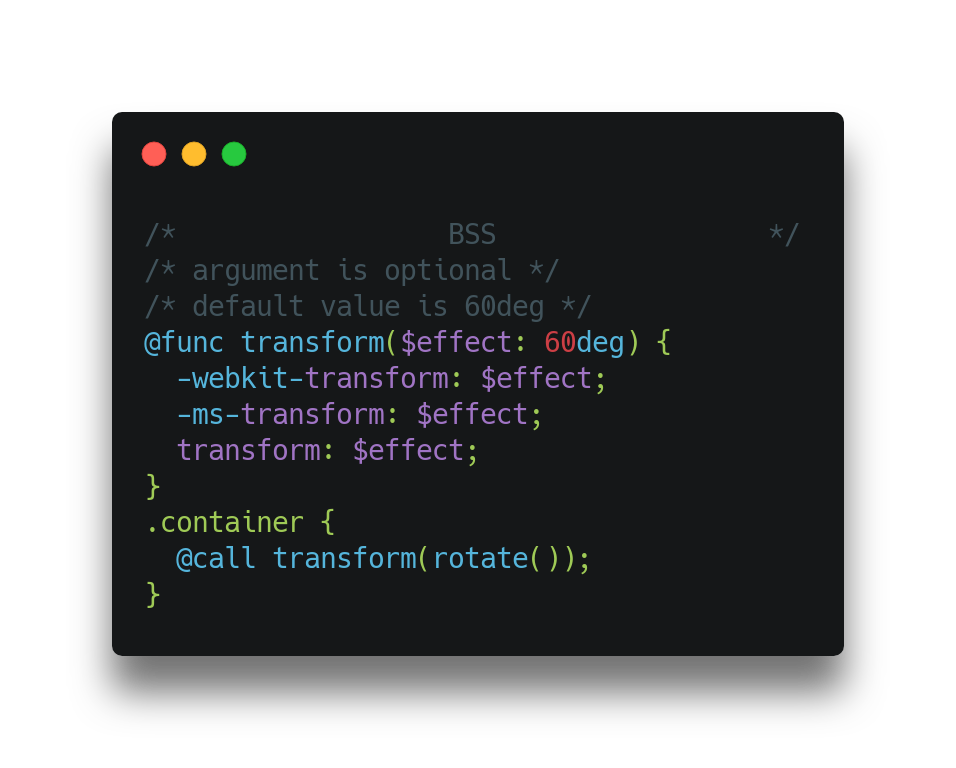 /*                 BSS                 */
/* argument is optional */
/* default value is 60deg */
@func transform($effect: 60deg) {
  -webkit-transform: $effect;
  -ms-transform: $effect;
  transform: $effect;
}
.container {
  @call transform(rotate());
}